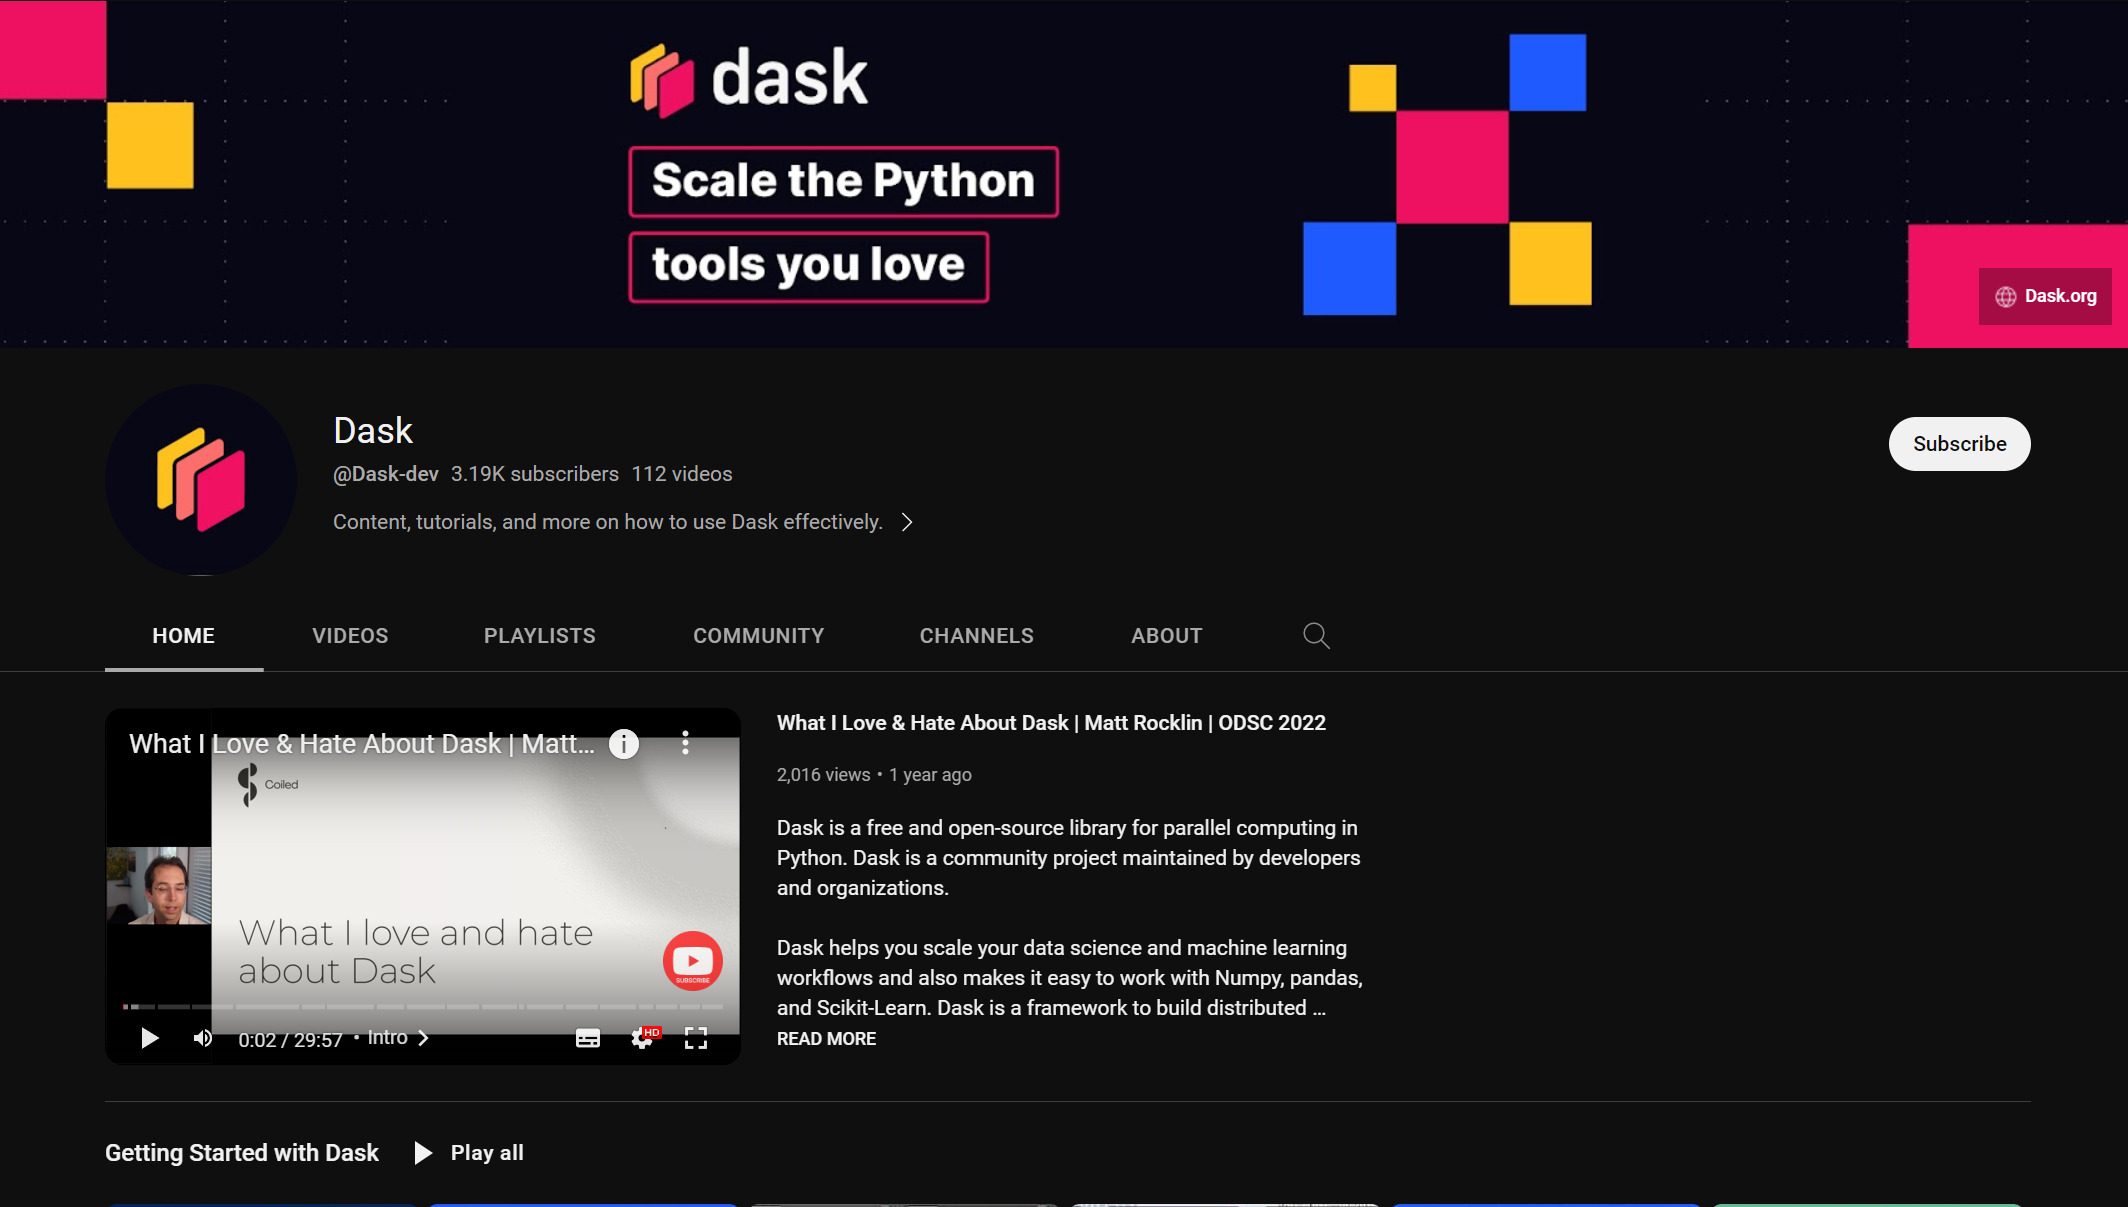 dask
Scale the Python
tools you love
Dask.org
Dask
@Dask-dev 3.19K subscribers 112 videos
Content, tutorials, and more on how to use Dask effectively.
Subscribe
HOME VIDEOS PLAYLISTS COMMUNITY CHANNELS ABOUT
What I Love & Hate About Dask | Matt...
Coiled
What I love and hate
about Dask
SUBSCRIBE
0:02 / 29:57 • Intro
HD
What I Love & Hate About Dask | Matt Rocklin | ODSC 2022
2,016 views • 1 year ago
Dask is a free and open-source library for parallel computing in
Python. Dask is a community project maintained by developers
and organizations.
Dask helps you scale your data science and machine learning
workflows and also makes it easy to work with Numpy, pandas,
and Scikit-Learn. Dask is a framework to build distributed ...
READ MORE
Getting Started with Dask Play all